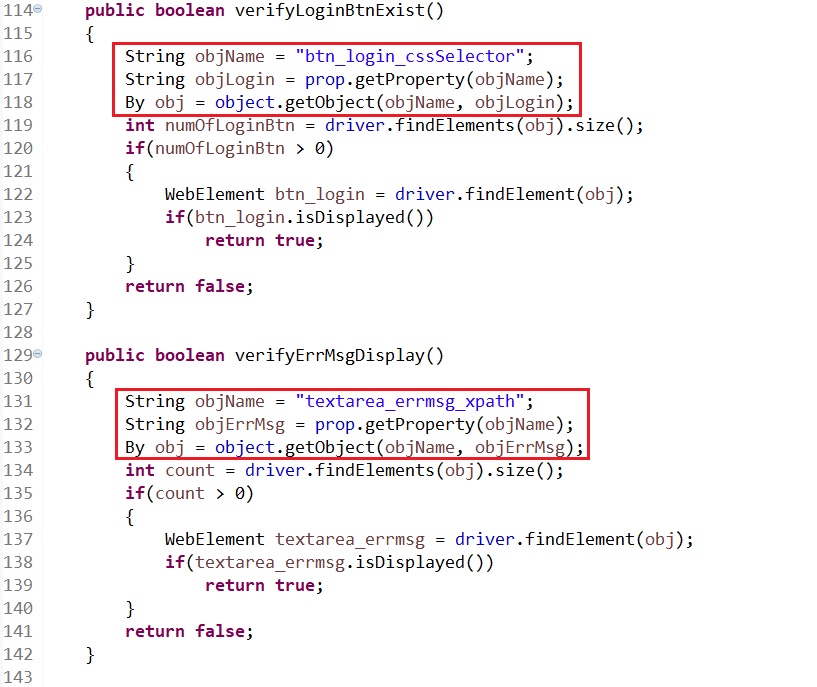 114 public boolean verifyLoginBtnExist()
115 {
116 String objName = "btn_login_cssSelector";
117 String objLogin = prop.getProperty(objName);
118 By obj = object.getObject(objName, objLogin);
119 int numOfLoginBtn = driver.findElements(obj).size();
120 if(numOfLoginBtn > 0)
121 {
122 WebElement btn_login = driver.findElement(obj);
123 if(btn_login.isDisplayed())
124 return true;
125 }
126 return false;
127 }
128
129 public boolean verifyErrMsgDisplay()
130 {
131 String objName = "textarea_errmsg_xpath";
132 String objErrMsg = prop.getProperty(objName);
133 By obj = object.getObject(objName, objErrMsg);
134 int count = driver.findElements(obj).size();
135 if(count > 0)
136 {
137 WebElement textarea_errmsg = driver.findElement(obj);
138 if(textarea_errmsg.isDisplayed())
139 return true;
140 }
141 return false;
142 }
143